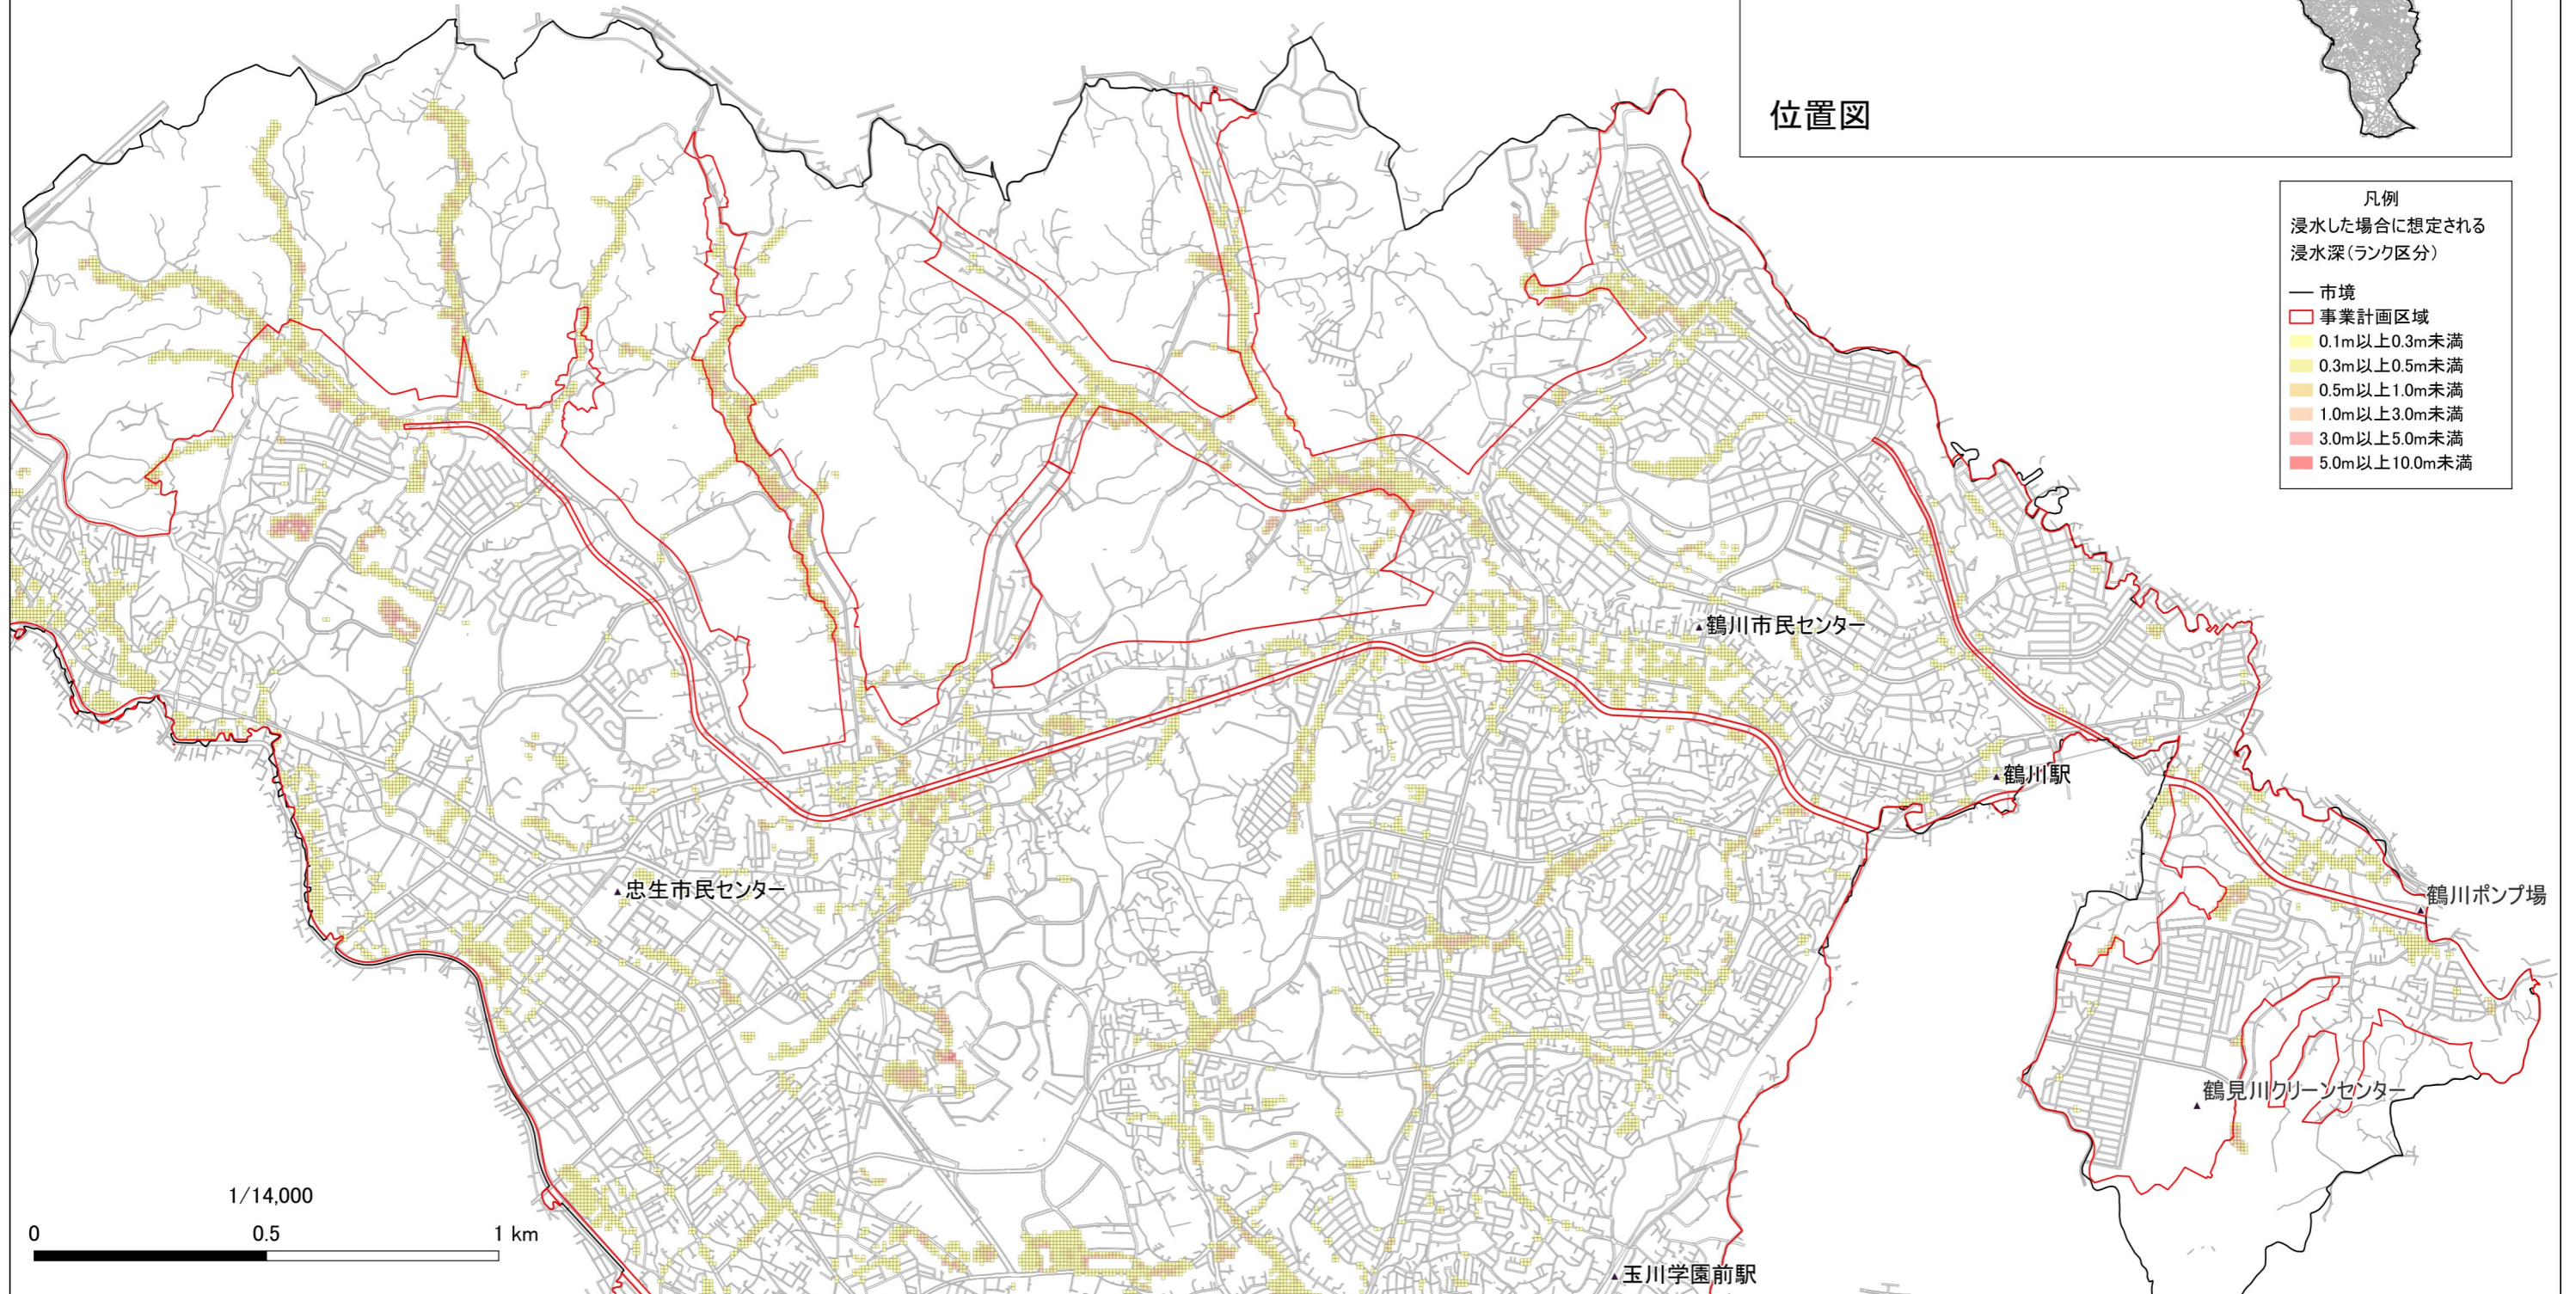 位置図
凡例
浸水した場合に想定される
浸水深(ランク区分)
市境
事業計画区域
0.1m以上0.3m未満
0.3m以上0.5m未満
0.5m以上1.0m未満
1.0m以上3.0m未満
3.0m以上5.0m未満
5.0m以上10.0m未満
鶴川市民センター
鶴川駅
忠生市民センター
鶴川ポンプ場
鶴見川クリーンセンター
1/14,000
0 0.5 1 km
玉川学園前駅